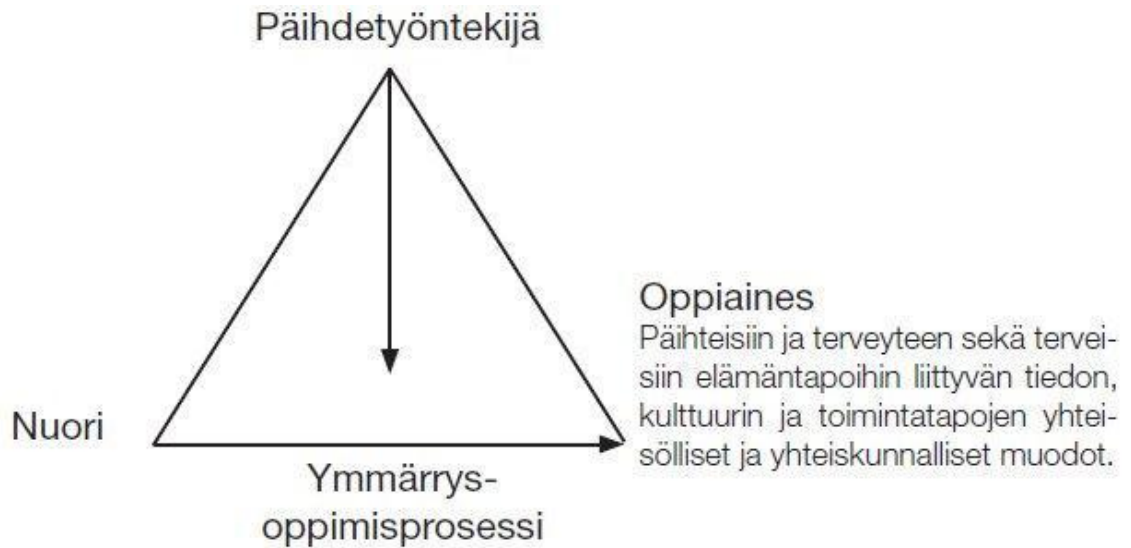 Päihdetyöntekijä
Oppiaines
Päihteisiin ja terveyteen sekä tervei-
siin elämäntapoihin liittyvän tiedon,
kulttuurin ja toimintatapojen yhtei-
sölliset ja yhteiskunnalliset muodot.
Nuori
Ymmärrys-
oppimisprosessi